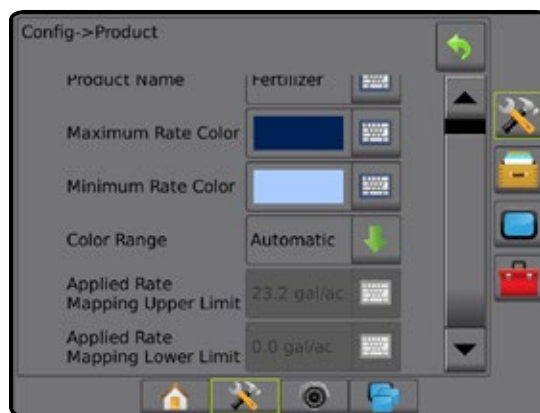 Config->Product
Product Name
Fertilizer
Maximum Rate Color
Minimum Rate Color
Color Range
Automatic
Applied Rate
Mapping Upper Limit
23.2 gal/ac
Applied Rate
Mapping Lower Limit
0.0 gal/ac